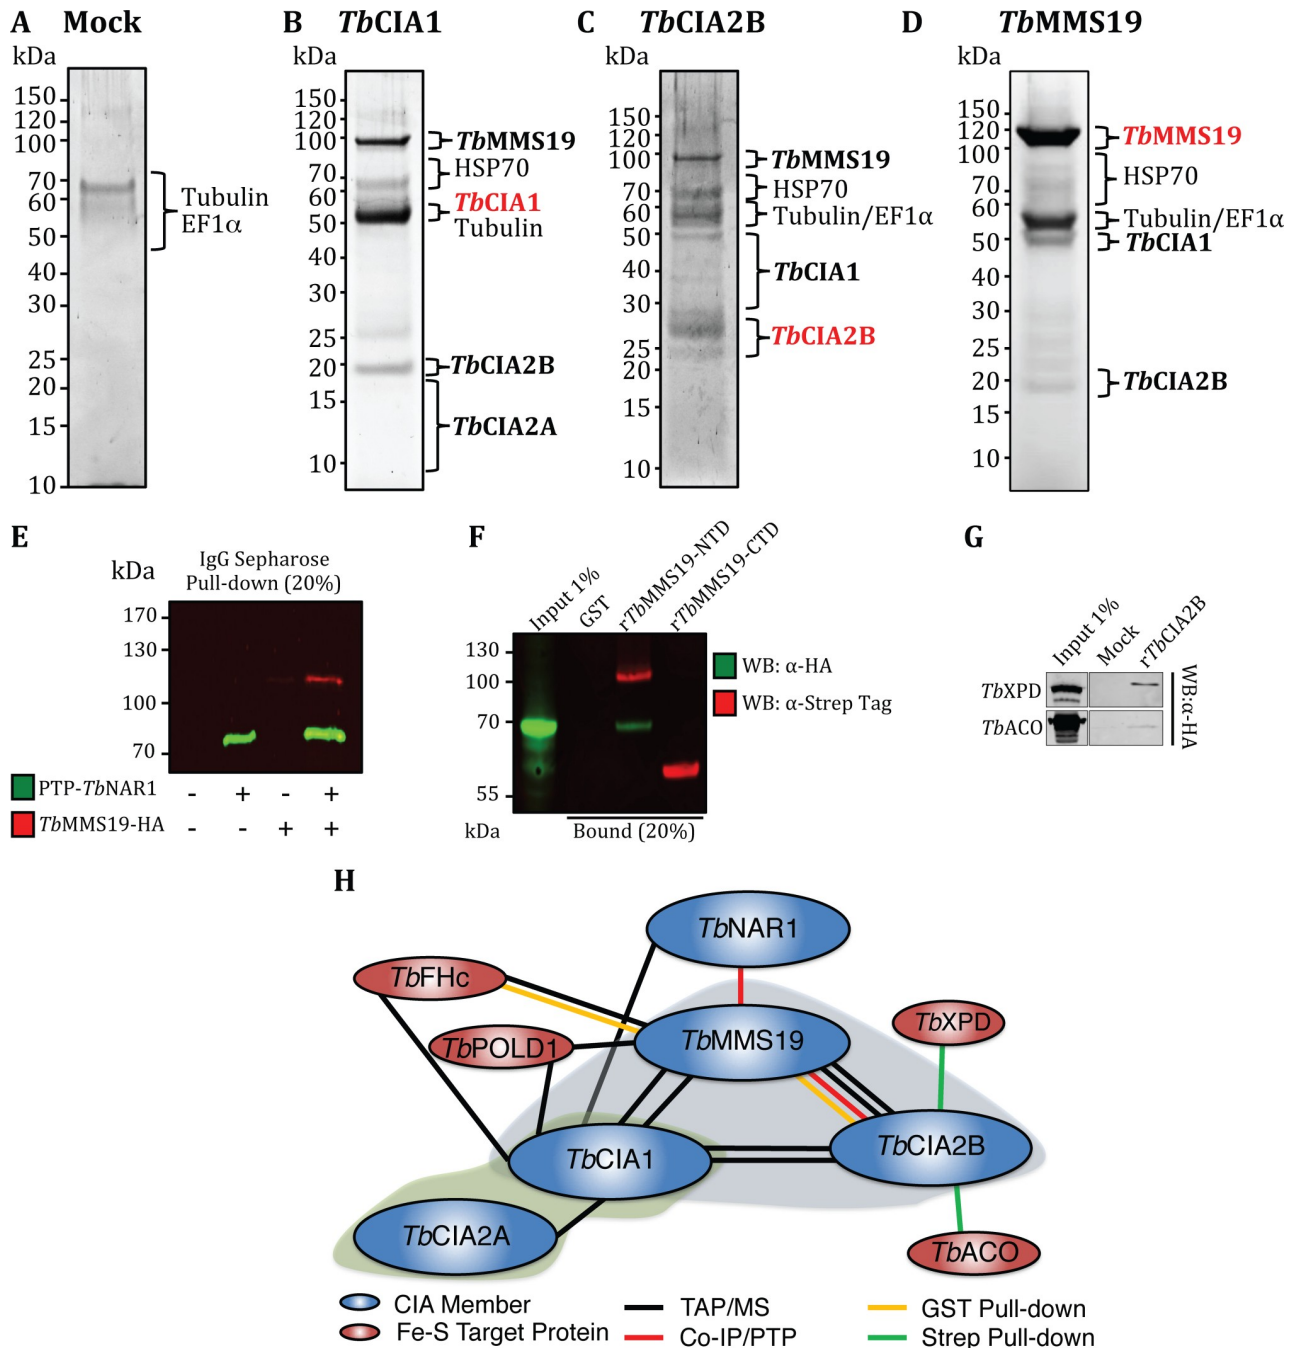 A Mock
kDa
150
120
100
70
60
50
40
30
25
20
15
10
Tubulin
EF1α
B TbCIA1
kDa
150
120
100
70
60
50
40
30
25
20
15
10
TbMMS19
HSP70
TbCIA1
Tubulin
TbCIA2B
TbCIA2A
C TbCIA2B
kDa
150
120
100
70
60
50
40
30
25
20
15
10
TbMMS19
HSP70
Tubulin/EF1α
TbCIA1
TbCIA2B
D TbMMS19
kDa
150
120
100
70
60
50
40
30
25
20
15
10
TbMMS19
HSP70
Tubulin/EF1α
TbCIA1
TbCIA2B
E
IgG Sepharose
Pull-down (20%)
kDa
170
130
100
70
PTP-TbNAR1 - + - +
TbMMS19-HA - - + +
F
Input 1%
GST
rTbMMS19-NTD
rTbMMS19-CTD
130
100
70
55
kDa
Bound (20%)
WB: α-HA
WB: α-Strep Tag
G
Input 1%
Mock
rTbCIA2B
TbXPD
TbACO
WB:α-HA
H
TbNAR1
TbFHc
TbXPD
TbMMS19
TbPOLD1
TbCIA2B
TbCIA1
TbCIA2A
TbACO
CIA Member
Fe-S Target Protein
TAP/MS
Co-IP/PTP
GST Pull-down
Strep Pull-down